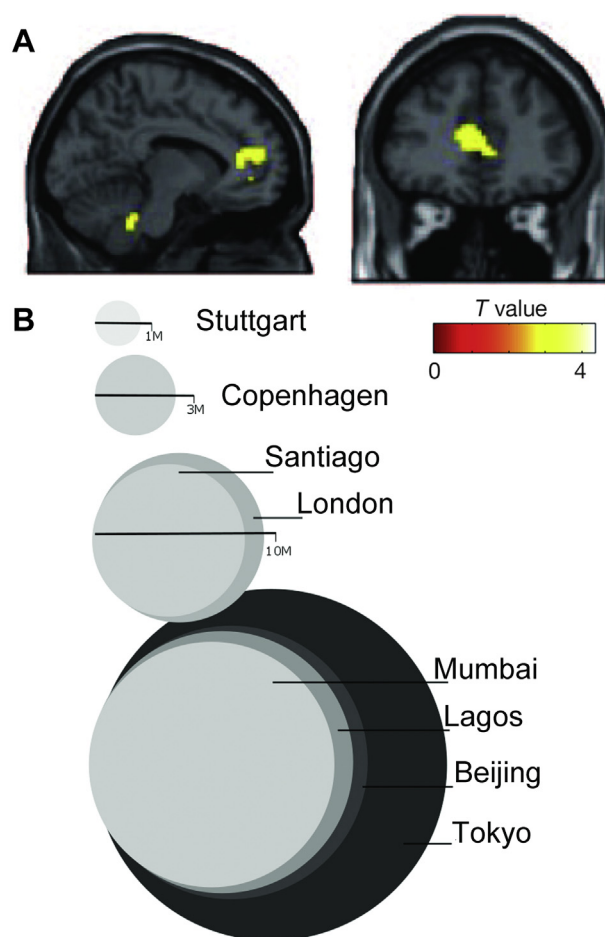 A
T value
0
4
B
Stuttgart
1M
Copenhagen
3M
Santiago
London
10M
Mumbai
Lagos
Beijing
Tokyo